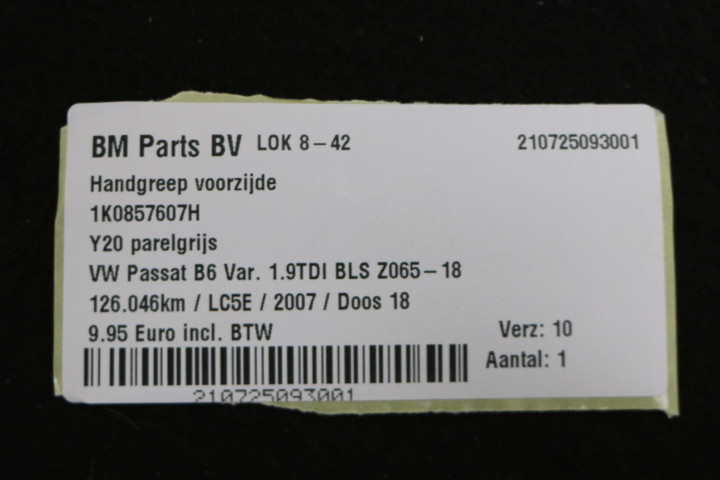 BM Parts BV LOK 8-42 210725093001
Handgreep voorzijde
1K0857607H
Y20 parelgrijs
VW Passat B6 Var. 1.9TDI BLS Z065-18
126.046km / LC5E / 2007 / Doos 18
9.95 Euro incl. BTW Verz: 10
Aantal: 1
210725093001